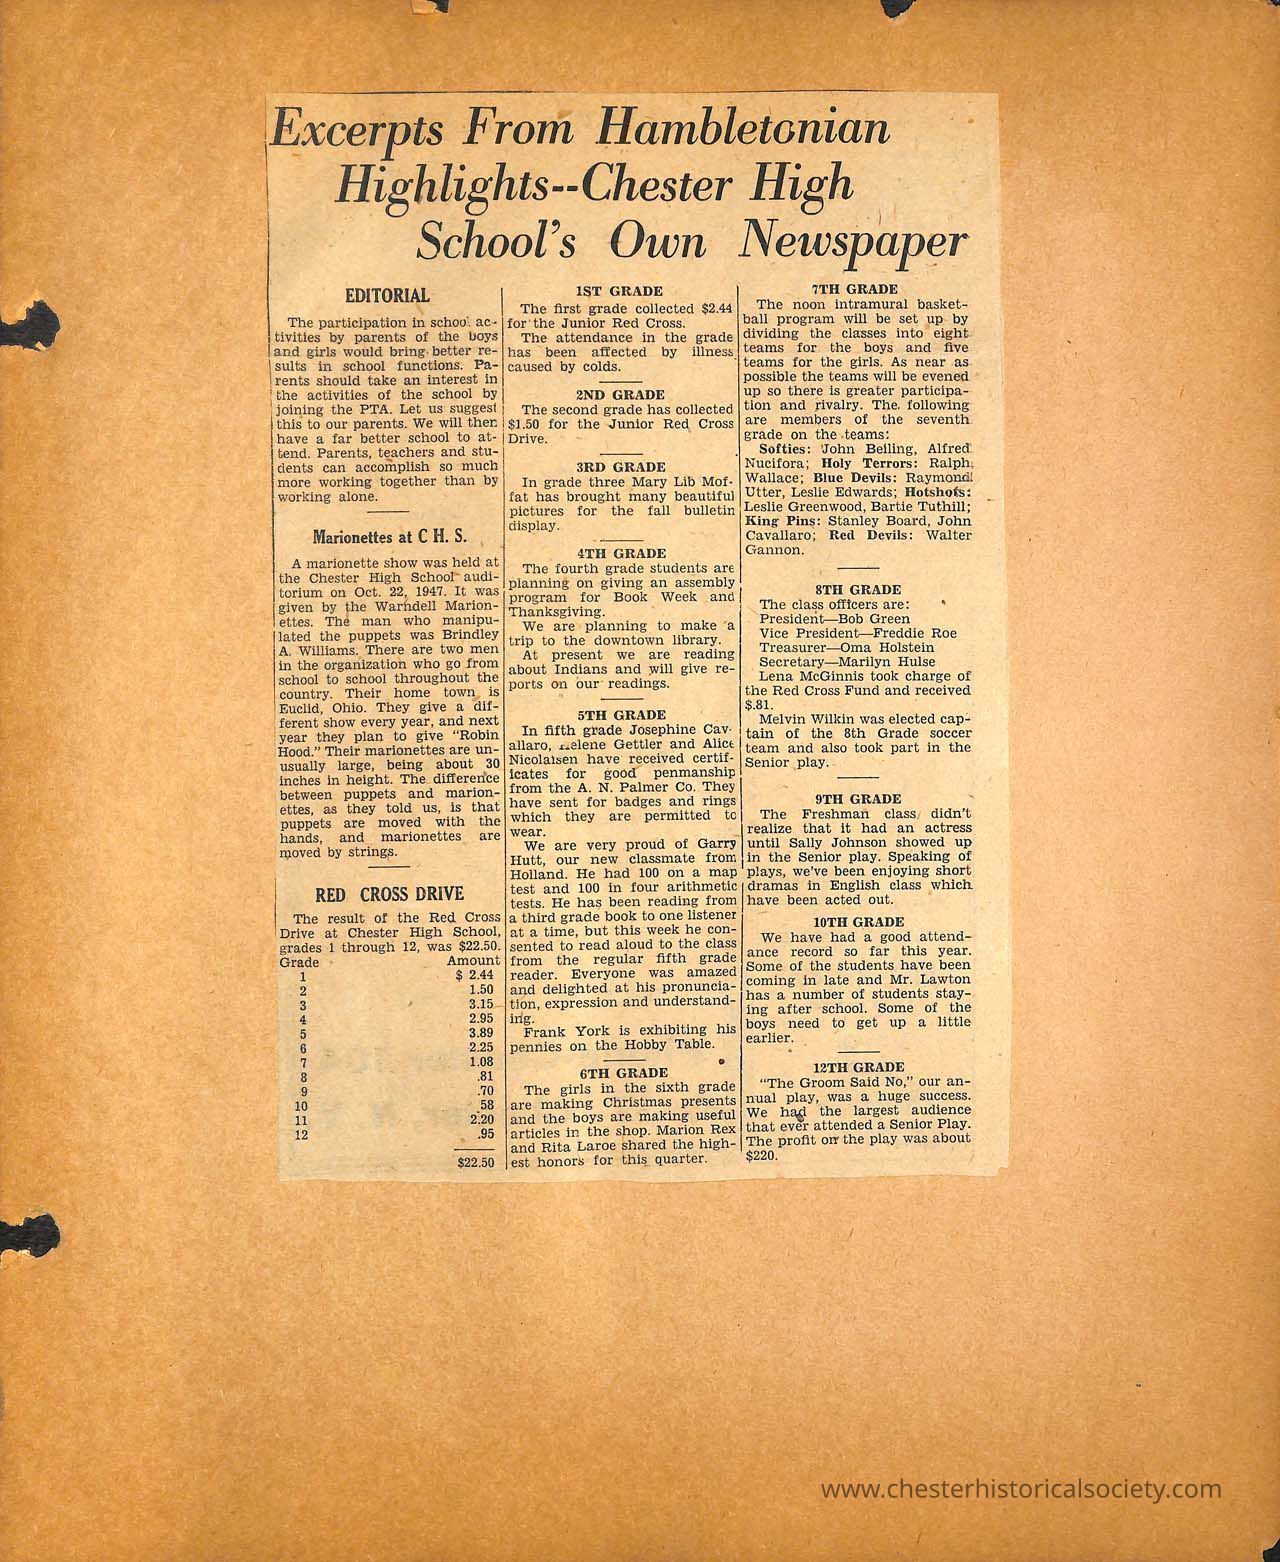 Excerpts From Hambletonian
Highlights--Chester High
School's Own Newspaper
EDITORIAL
The participation in school ac-
tivities by parents of the boys
and girls would bring better re-
sults in school functions. Pa-
rents should take an interest in
the activities of the school by
joining the PTA. Let us suggest
this to our parents. We will then
have a far better school to at-
tend. Parents, teachers and stu-
dents can accomplish so much
more working together than by
working alone.
Marionettes at C H. S.
A marionette show was held at
the Chester High School audi-
torium on Oct. 22, 1947. It was
given by the Warndell Marion-
ettes. The man who manipu-
lated the puppets was Brindley
A. Williams. There are two men
in the organization who go from
school to school throughout the
country. Their home town is
Euclid, Ohio. They give a dif-
ferent show every year, and next
year they plan to give "Robin
Hood." Their marionettes are un-
usually large, being about 30
inches in height. The difference
between puppets and marion-
ettes, as they told us, is that
puppets are moved with the
hands, and marionettes are
moved by strings.
RED CROSS DRIVE
The result of the Red Cross
Drive at Chester High School,
grades 1 through 12, was $22.50.
Grade Amount
1 $ 2.44
2 1.50
3 3.15
4 2.95
5 3.89
6 2.25
7 1.08
8 .81
9 .70
10 58
11 2.20
12 .95
$22.50
1ST GRADE
The first grade collected $2.44
for the Junior Red Cross.
The attendance in the grade
has been affected by illness
caused by colds.
2ND GRADE
The second grade has collected
$1.50 for the Junior Red Cross
Drive.
3RD GRADE
In grade three Mary Lib Mof-
fat has brought many beautiful
pictures for the fall bulletin
display.
4TH GRADE
The fourth grade students are
planning on giving an assembly
program for Book Week and
Thanksgiving.
We are planning to make a
trip to the downtown library.
At present we are reading
about Indians and will give re-
ports on our readings.
5TH GRADE
In fifth grade Josephine Cav-
allaro, Helene Gettler and Alice
Nicolaisen have received certif-
icates for good penmanship
from the A. N. Palmer Co. They
have sent for badges and rings
which they are permitted to
wear.
We are very proud of Garry
Hutt, our new classmate from
Holland. He had 100 on a map
test and 100 in four arithmetic
tests. He has been reading from
a third grade book to one listener
at a time, but this week he con-
sented to read aloud to the class
from the regular fifth grade
reader. Everyone was amazed
and delighted at his pronuncia-
tion, expression and understand-
ing.
Frank York is exhibiting his
pennies on the Hobby Table.
6TH GRADE
The girls in the sixth grade
are making Christmas presents
and the boys are making useful
articles in the shop. Marion Rex
and Rita Laroe shared the high-
est honors for this quarter.
7TH GRADE
The noon intramural basket-
ball program will be set up by
dividing the classes into eight
teams for the boys and five
teams for the girls. As near as
possible the teams will be evened
up so there is greater participa-
tion and rivalry. The following
are members of the seventh
grade on the teams:
Softies: John Beiling, Alfred
Nucifora; Holy Terrors: Ralph
Wallace; Blue Devils: Raymond
Utter, Leslie Edwards; Hotshots:
Leslie Greenwood, Bartie Tuthill;
King Pins: Stanley Board, John
Cavallaro; Red Devils: Walter
Gannon.
8TH GRADE
The class officers are:
President—Bob Green
Vice President—Freddie Roe
Treasurer—Oma Holstein
Secretary—Marilyn Hulse
Lena McGinnis took charge of
the Red Cross Fund and received
$.81.
Melvin Wilkin was elected cap-
tain of the 8th Grade soccer
team and also took part in the
Senior play.
9TH GRADE
The Freshman class didn't
realize that it had an actress
until Sally Johnson showed up
in the Senior play. Speaking of
plays, we've been enjoying short
dramas in English class which
have been acted out.
10TH GRADE
We have had a good attend-
ance record so far this year.
Some of the students have been
coming in late and Mr. Lawton
has a number of students stay-
ing after school. Some of the
boys need to get up a little
earlier.
12TH GRADE
"The Groom Said No," our an-
nual play, was a huge success.
We had the largest audience
that ever attended a Senior Play.
The profit on the play was about
$220.
www.chesterhistoricalsociety.com